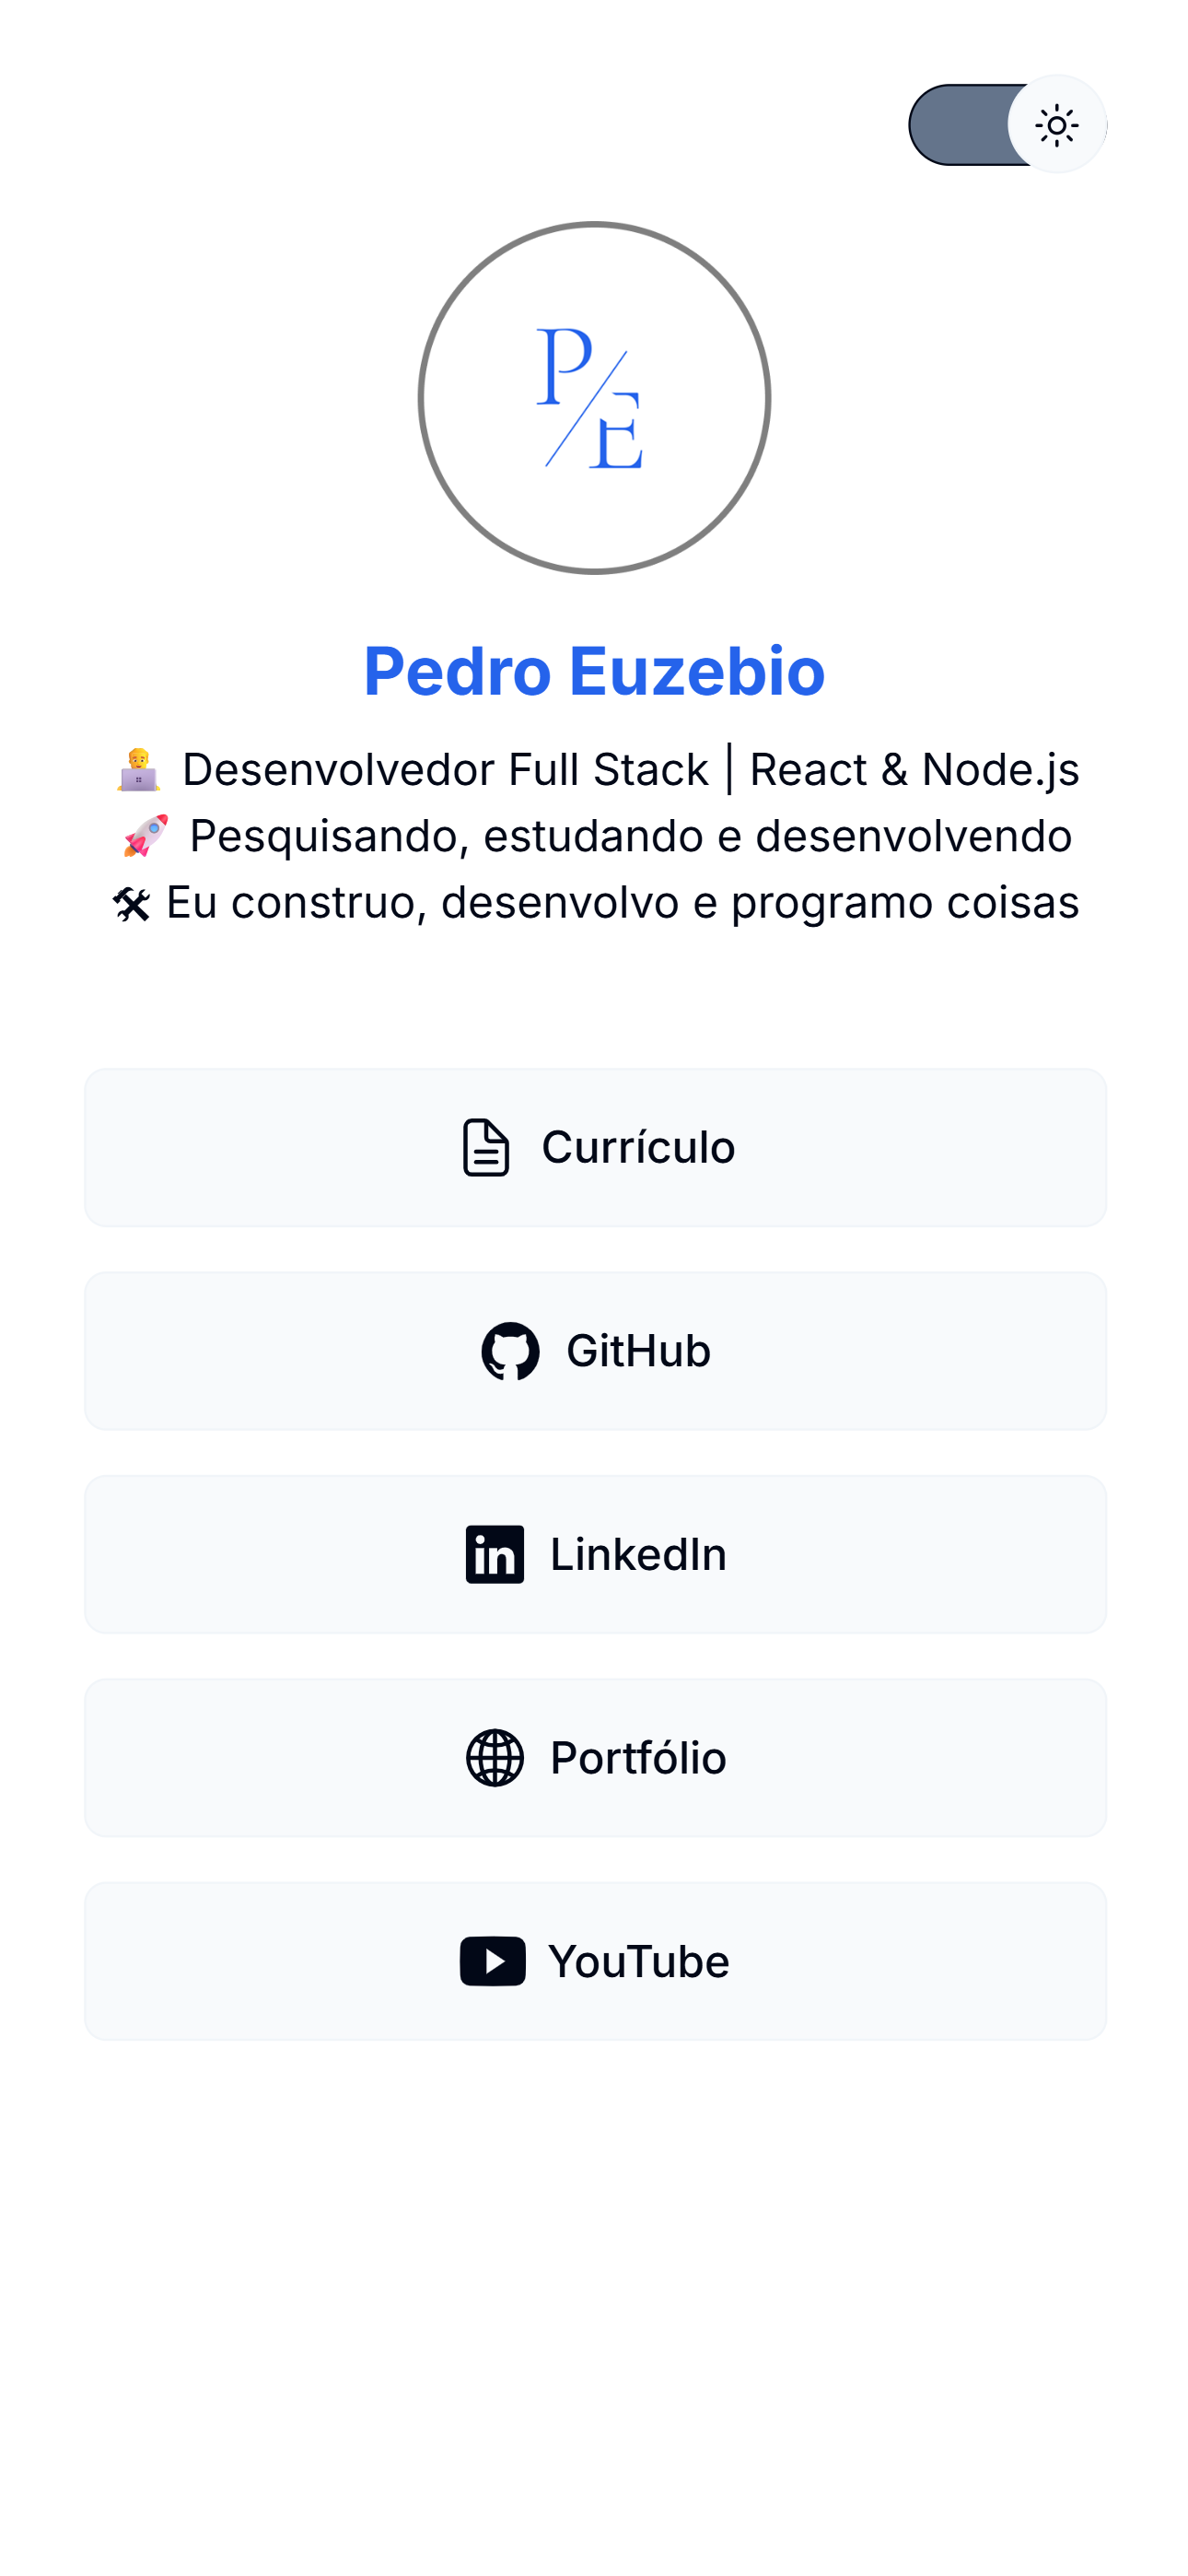 P/E
Pedro Euzebio
Desenvolvedor Full Stack | React & Node.js
Pesquisando, estudando e desenvolvendo
Eu construo, desenvolvo e programo coisas
Currículo
GitHub
in LinkedIn
Portfólio
YouTube